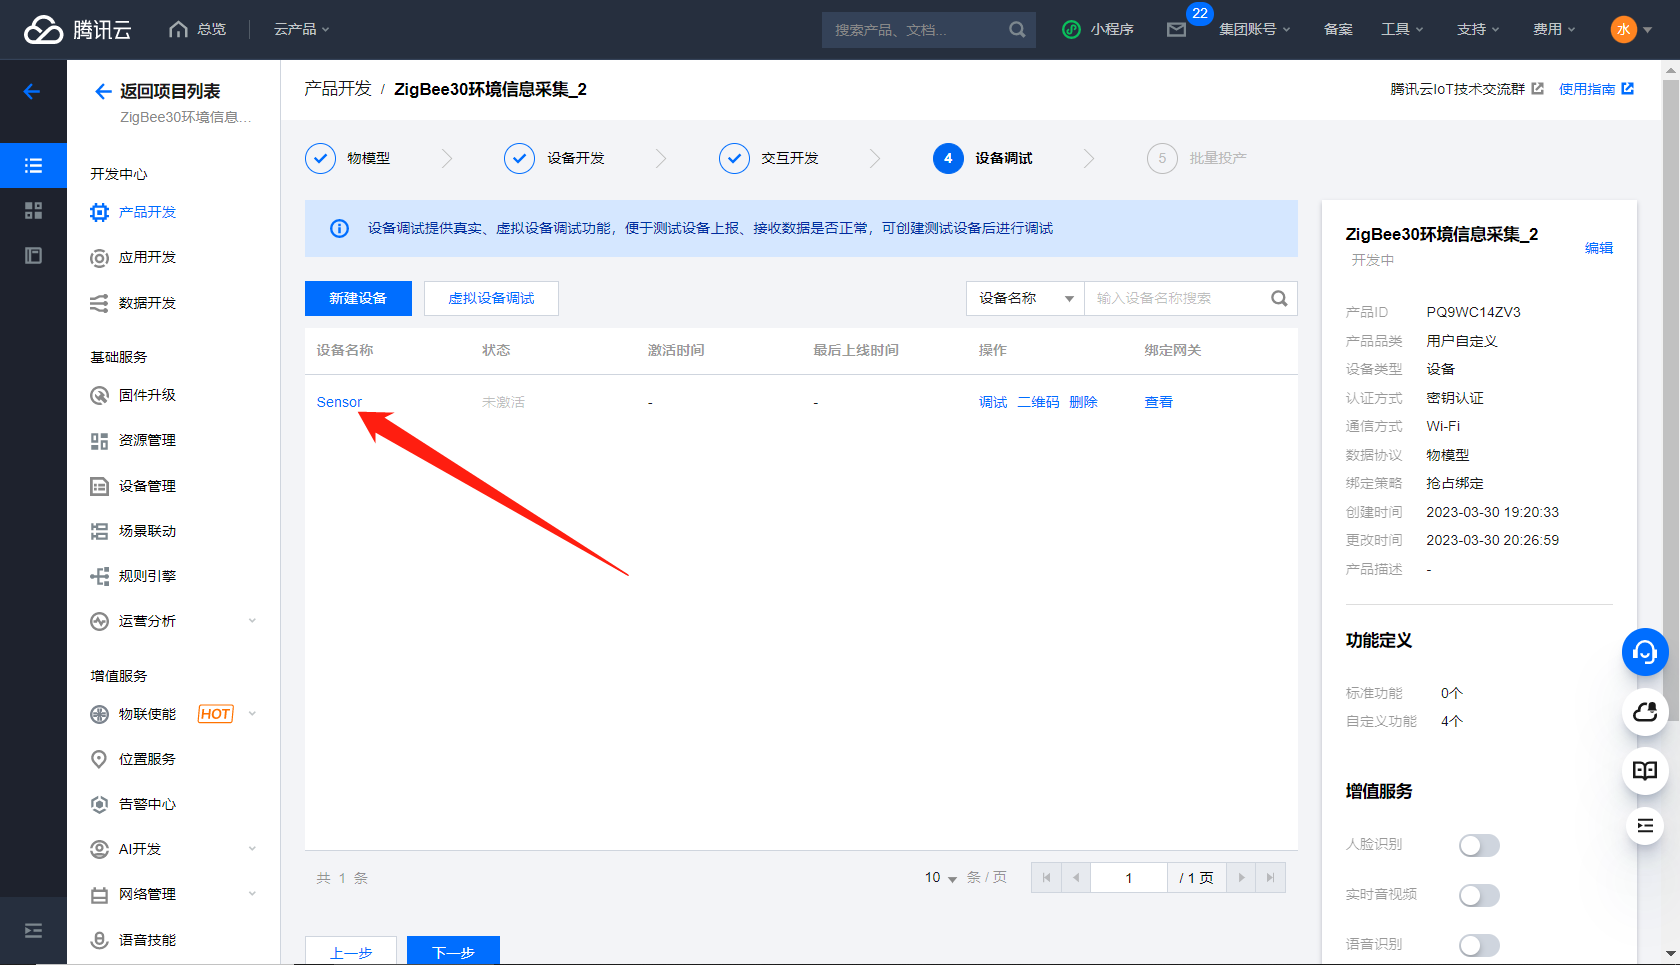 腾讯云 总览 云产品 搜索产品、文档... 小程序 22 集团账号 备案 工具 支持 费用 水
返回项目列表
ZigBee30环境信息...
开发中心
产品开发
应用开发
数据开发
基础服务
固件升级
资源管理
设备管理
场景联动
规则引擎
运营分析
增值服务
物联使能 HOT
位置服务
告警中心
AI开发
网络管理
语音技能
产品开发 / ZigBee30环境信息采集_2
腾讯云IoT技术交流群 使用指南
物模型 设备开发 交互开发 4 设备调试 5 批量投产
设备调试提供真实、虚拟设备调试功能，便于测试设备上报、接收数据是否正常，可创建测试设备后进行调试
新建设备 虚拟设备调试 设备名称 输入设备名称搜索
设备名称 状态 激活时间 最后上线时间 操作 绑定网关
Sensor 未激活 - - 调试 二维码 删除 查看
共 1 条 10 条 / 页 1 / 1 页
上一步 下一步
ZigBee30环境信息采集_2
编辑
开发中
产品ID PQ9WC14ZV3
产品品类 用户自定义
设备类型 设备
认证方式 密钥认证
通信方式 Wi-Fi
数据协议 物模型
绑定策略 抢占绑定
创建时间 2023-03-30 19:20:33
更改时间 2023-03-30 20:26:59
产品描述 -
功能定义
标准功能 0个
自定义功能 4个
增值服务
人脸识别
实时音视频
语音识别